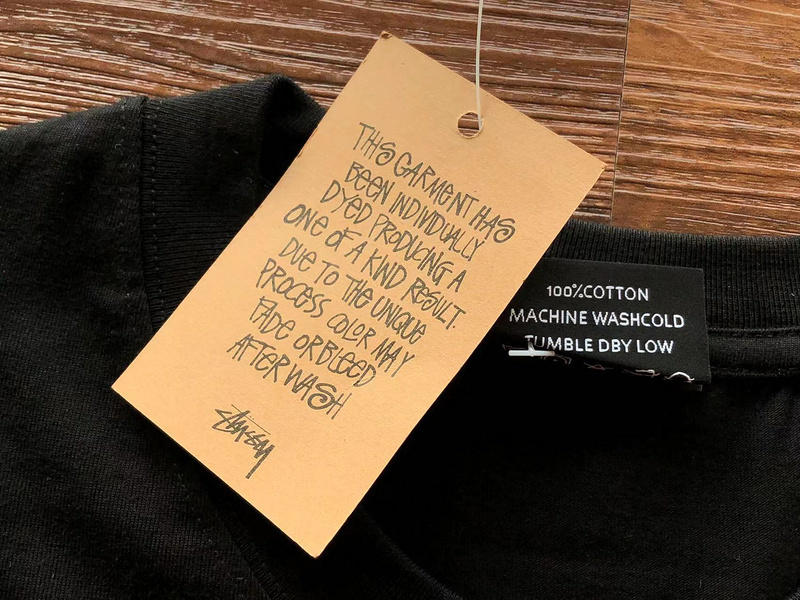 THIS GARMENT HAS
BEEN INDIVIDUALLY
DYED PRODUCING A
ONE OF A KIND RESULT.
DUE TO THE UNIQUE
PROCESS COLOR MAY
FADE OR BLEED
AFTER WASH
Stüssy
100%COTTON
MACHINE WASHCOLD
TUMBLE DBY LOW